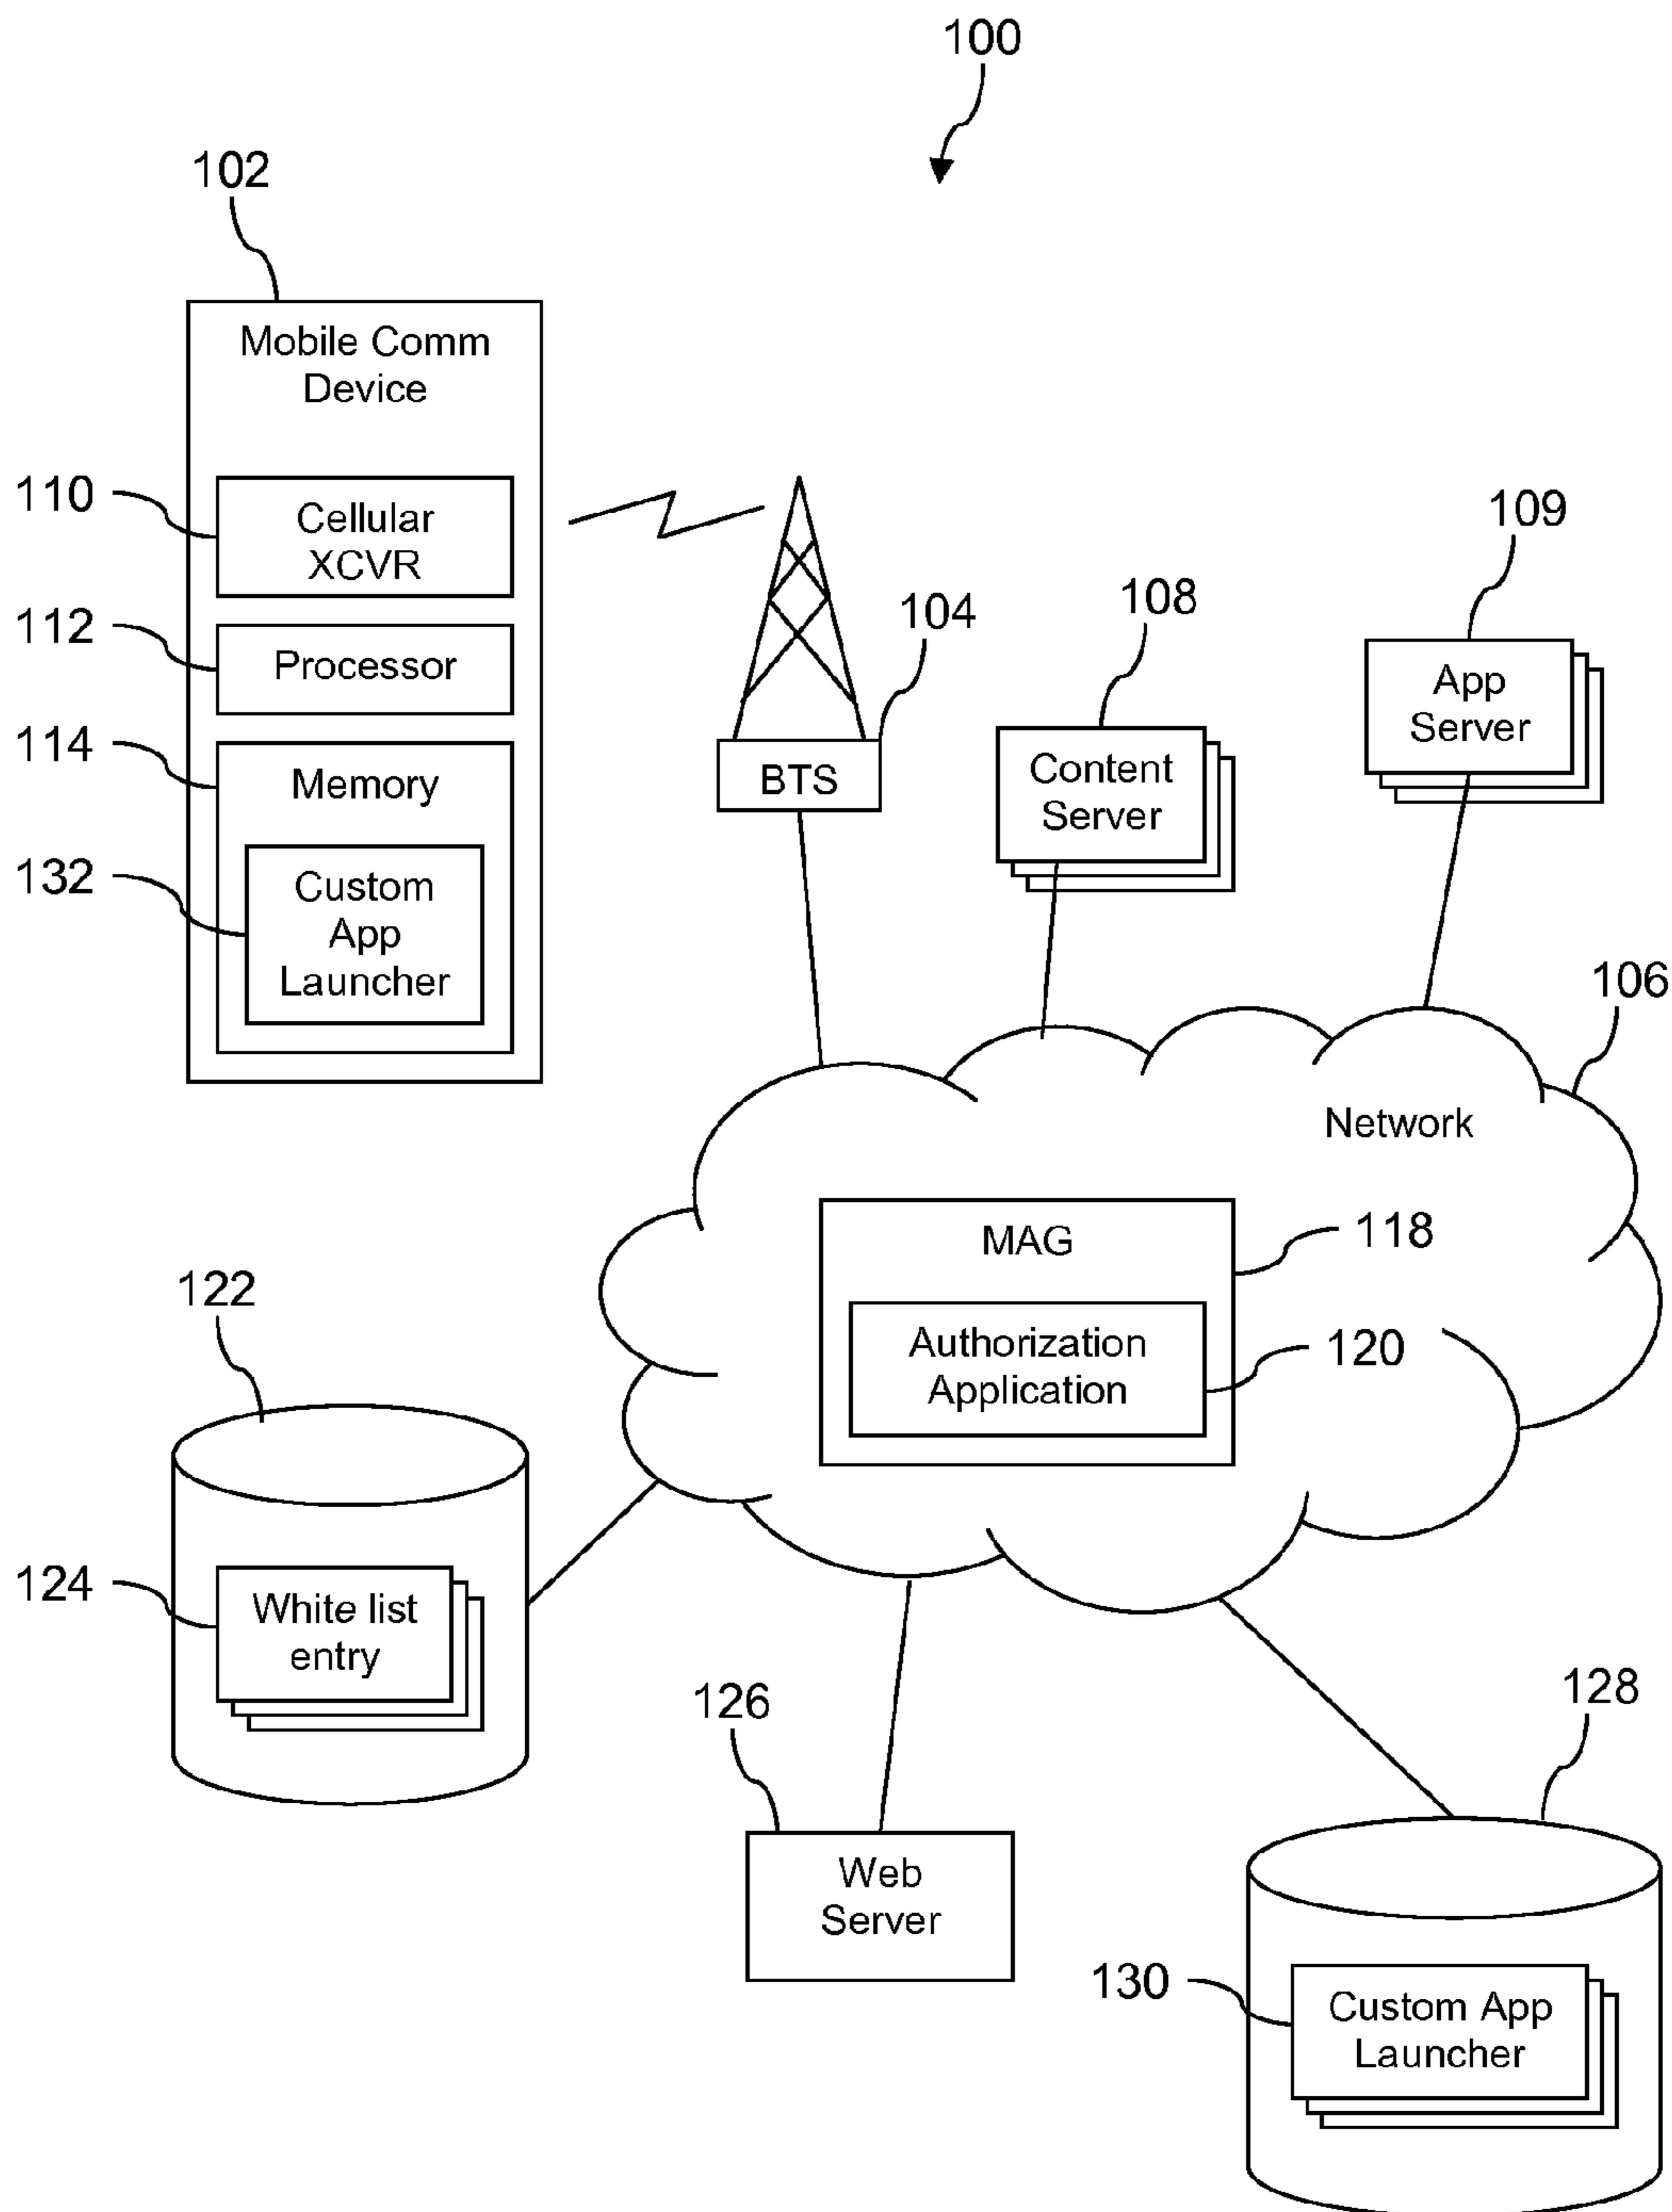 100
102
Mobile Comm
Device
110
Cellular
XCVR
112
Processor
114
Memory
132
Custom
App
Launcher
104
BTS
108
Content
Server
109
App
Server
106
Network
MAG
118
Authorization
Application
120
122
124
White list
entry
126
Web
Server
128
130
Custom App
Launcher